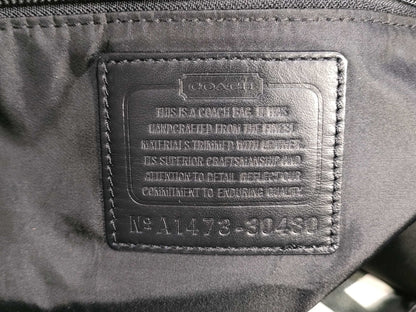 COACH
THIS IS A COACH BAG. IT WAS
HANDCRAFTED FROM THE FINEST
MATERIALS TRIMMED WITH LEATHER.
ITS SUPERIOR CRAFTSMANSHIP AND
ATTENTION TO DETAIL REFLECT OUR
COMMITMENT TO ENDURING QUALITY.
Nº A1473-30480